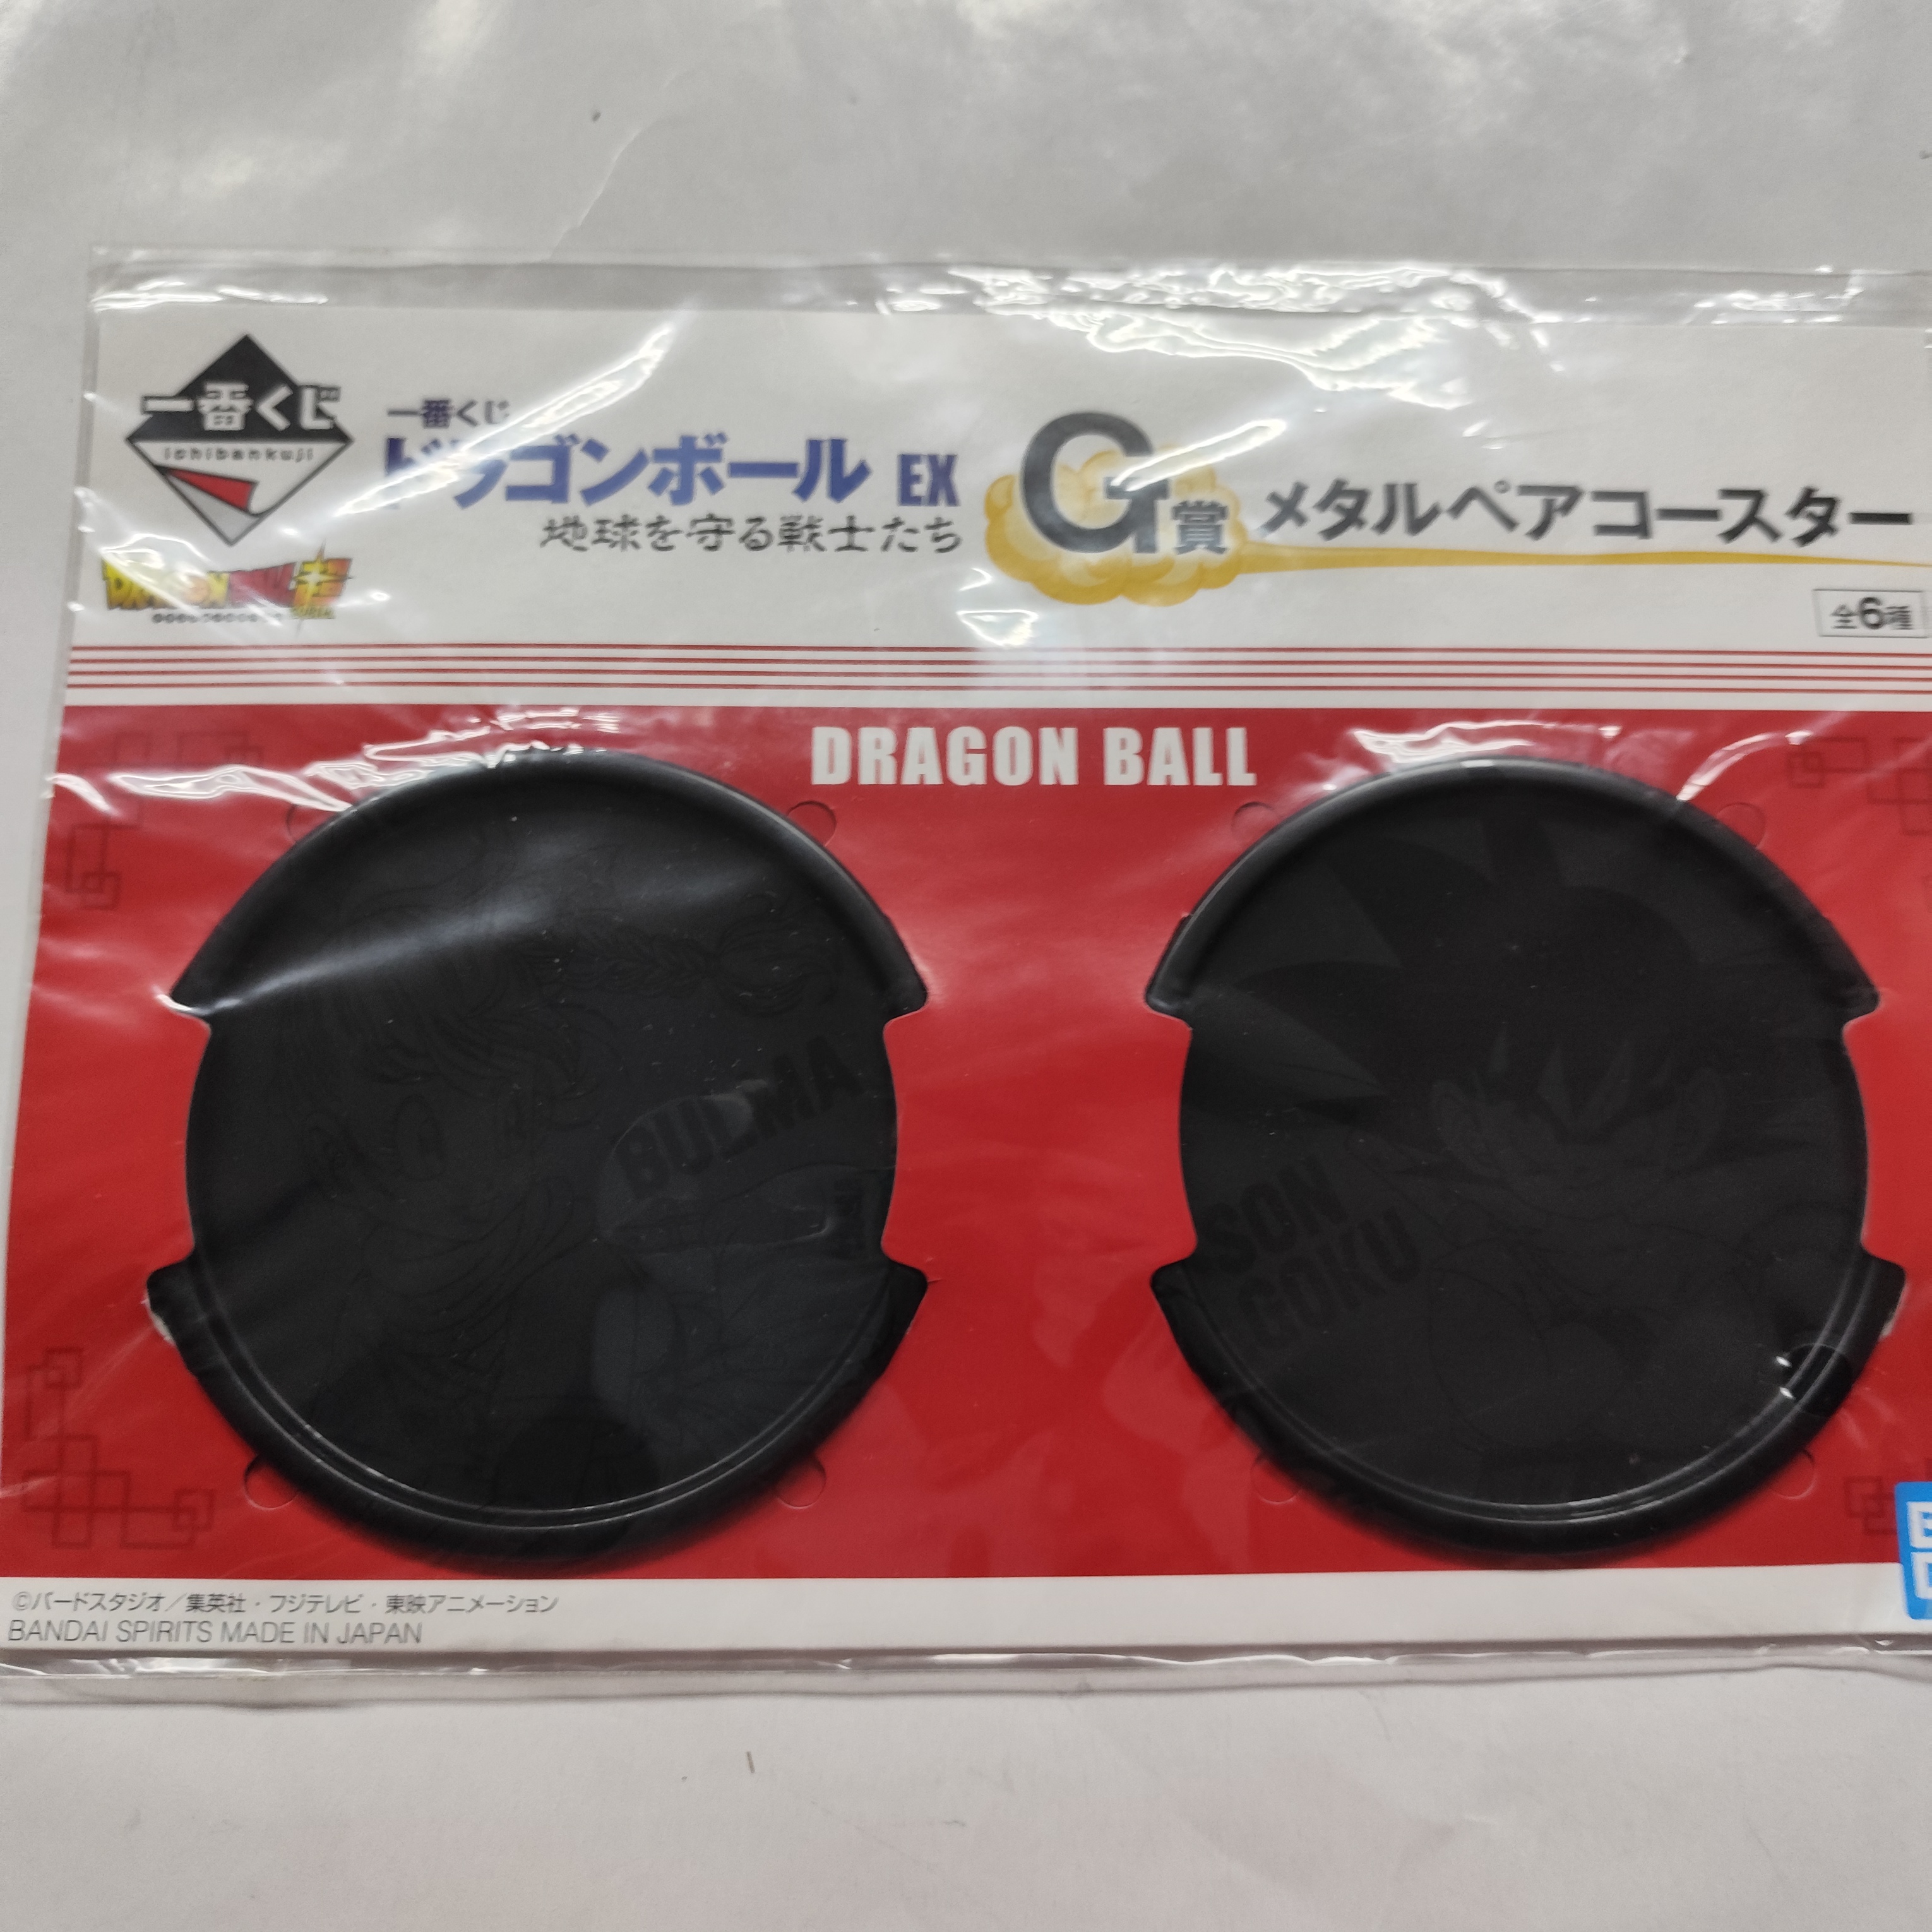 一番くじ
ichibankuji
一番くじ
ドラゴンボール EX
地球を守る戦士たち
G賞 メタルペアコースター
DRAGON BALL 超
全6種
DRAGON BALL
BULMA
SON
GOKU
©バードスタジオ／集英社・フジテレビ・東映アニメーション
BANDAI SPIRITS MADE IN JAPAN